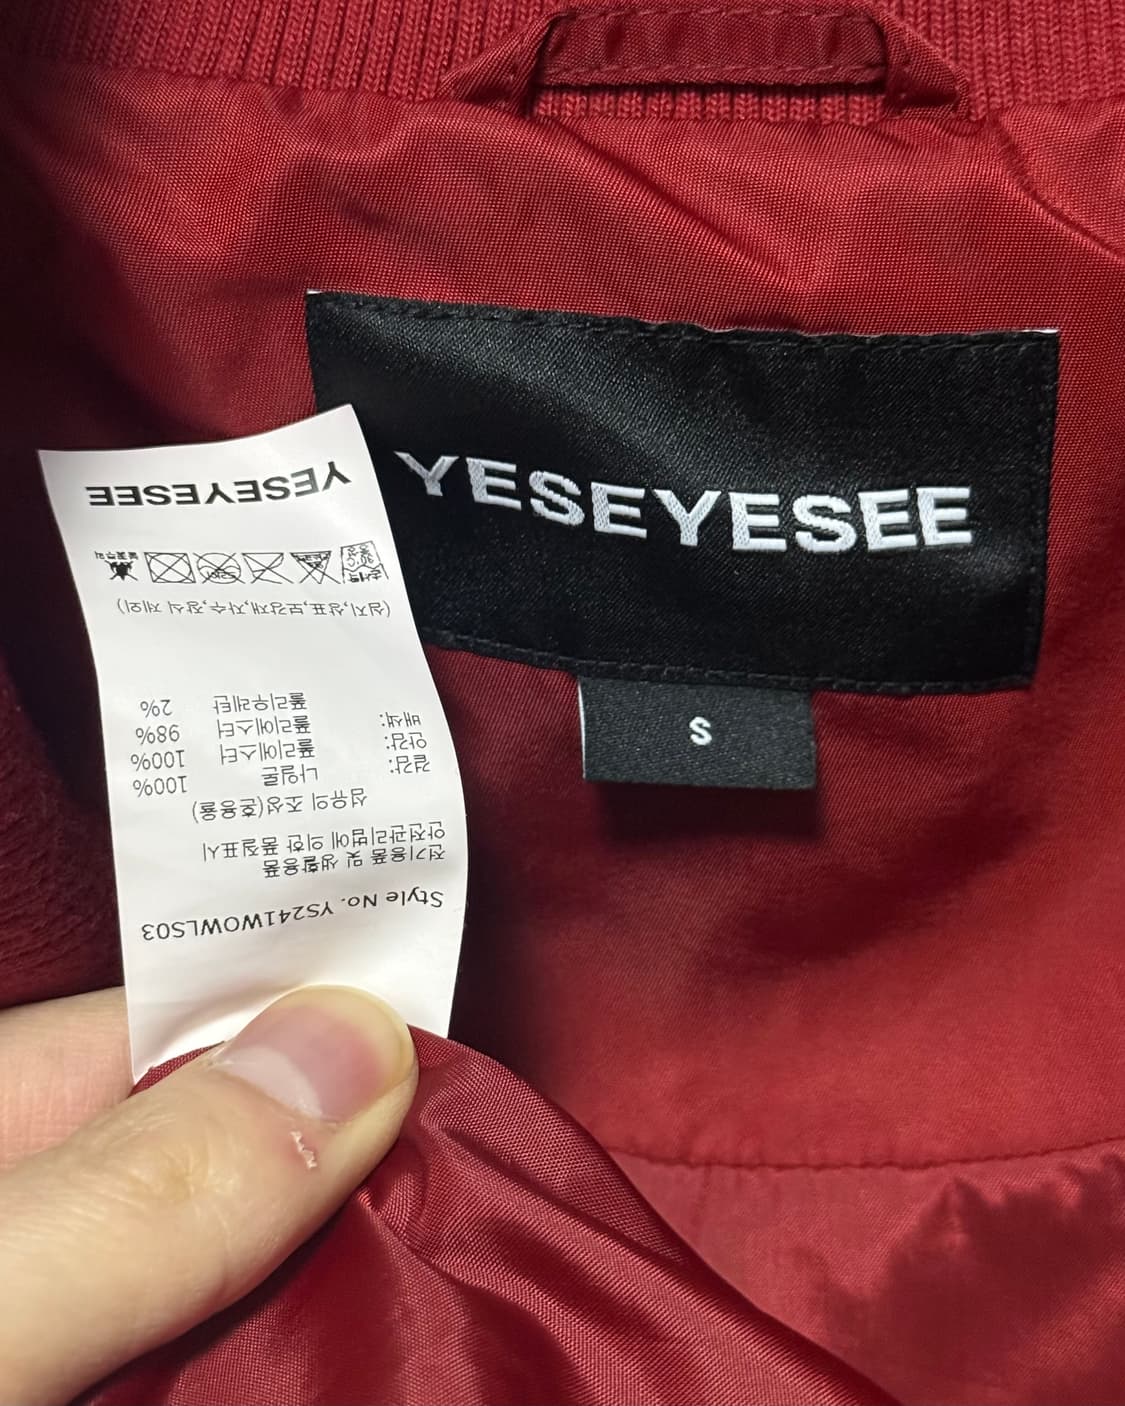 YESEYESEE
S
Style No. YS241WOWLS03
전기용품 및 생활용품
안전관리법에 의한 품질표시
섬유의 조성(혼용율)
겉감: 나일론 100%
안감: 폴리에스터 100%
배색: 폴리에스터 98%
폴리우레탄 2%
(심지,상표,보강재,자수,장식 제외)
YESEYESEE